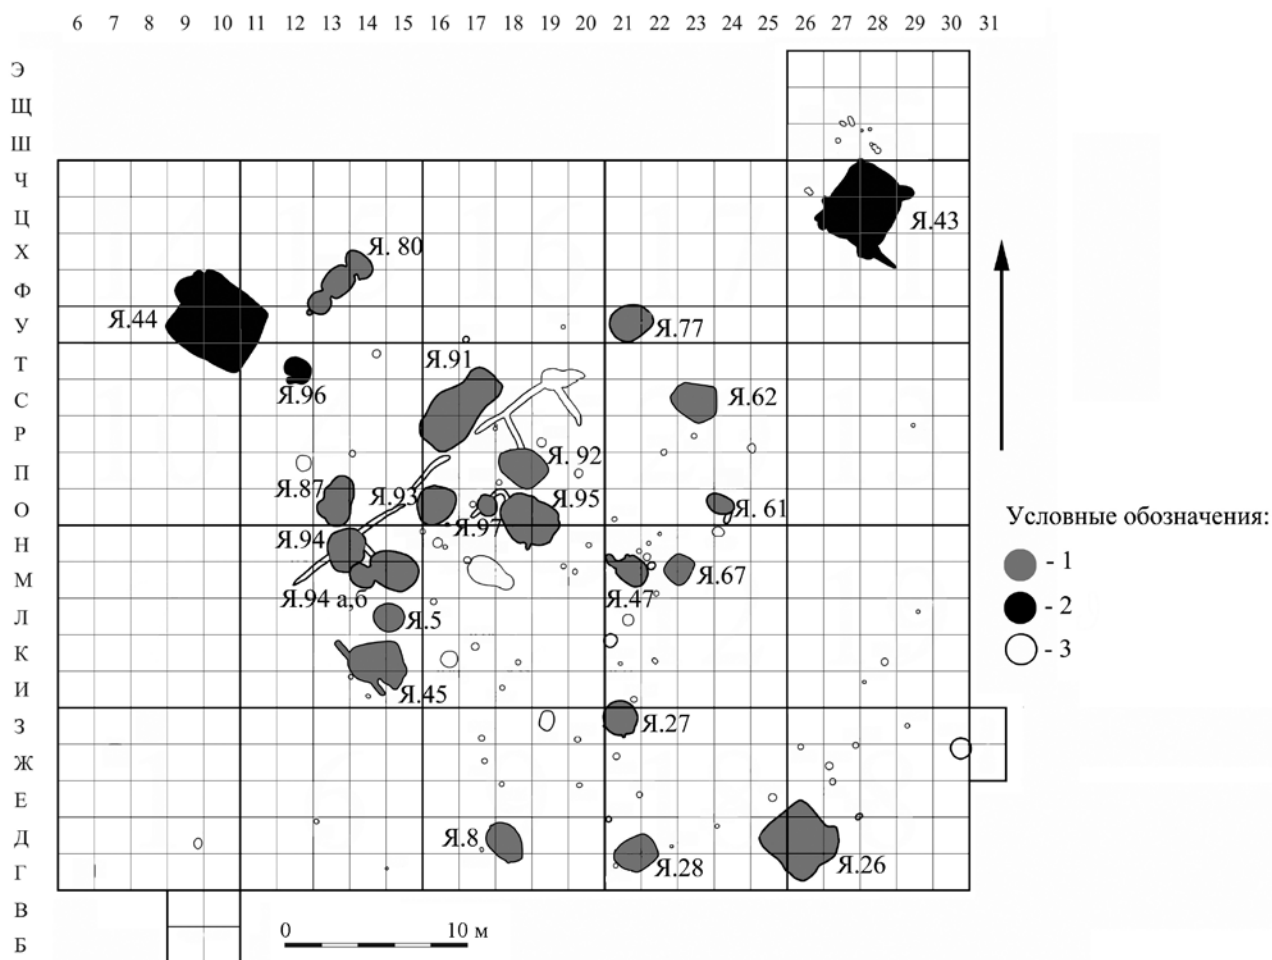 6 7 8 9 10 11 12 13 14 15 16 17 18 19 20 21 22 23 24 25 26 27 28 29 30 31
Э
Щ
Ш
Ч
Ц
Я.43
Х
Я. 80
Ф
Я.44
У
Я.77
Т
Я.91
Я.96
С
Я.62
Р
П
Я. 92
Я.87
Я.93
Я.95
О
Я. 61
Я.97
Условные обозначения:
Н
Я.94
- 1
М
Я.67
Я.94 а,б
Я.47
- 2
Л
Я.5
К
- 3
И
Я.45
З
Я.27
Ж
Е
Д
Я.8
Г
Я.28
Я.26
В
0 10 м
Б